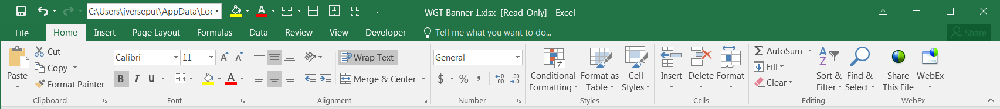 C:\Users\jverseput\AppData\Loc
WGT Banner 1.xlsx [Read-Only] - Excel
File Home Insert Page Layout Formulas Data Review View Developer Tell me what you want to do... Share
Paste
Cut
Copy
Format Painter
Clipboard
Calibri 11
B I U A
Font
Wrap Text
Merge & Center
Alignment
General
$ % ,
Number
Conditional Formatting
Format as Table
Cell Styles
Styles
Insert
Delete
Format
Cells
AutoSum
Fill
Clear
Sort & Filter
Find & Select
Editing
Share This File
WebEx
WebEx